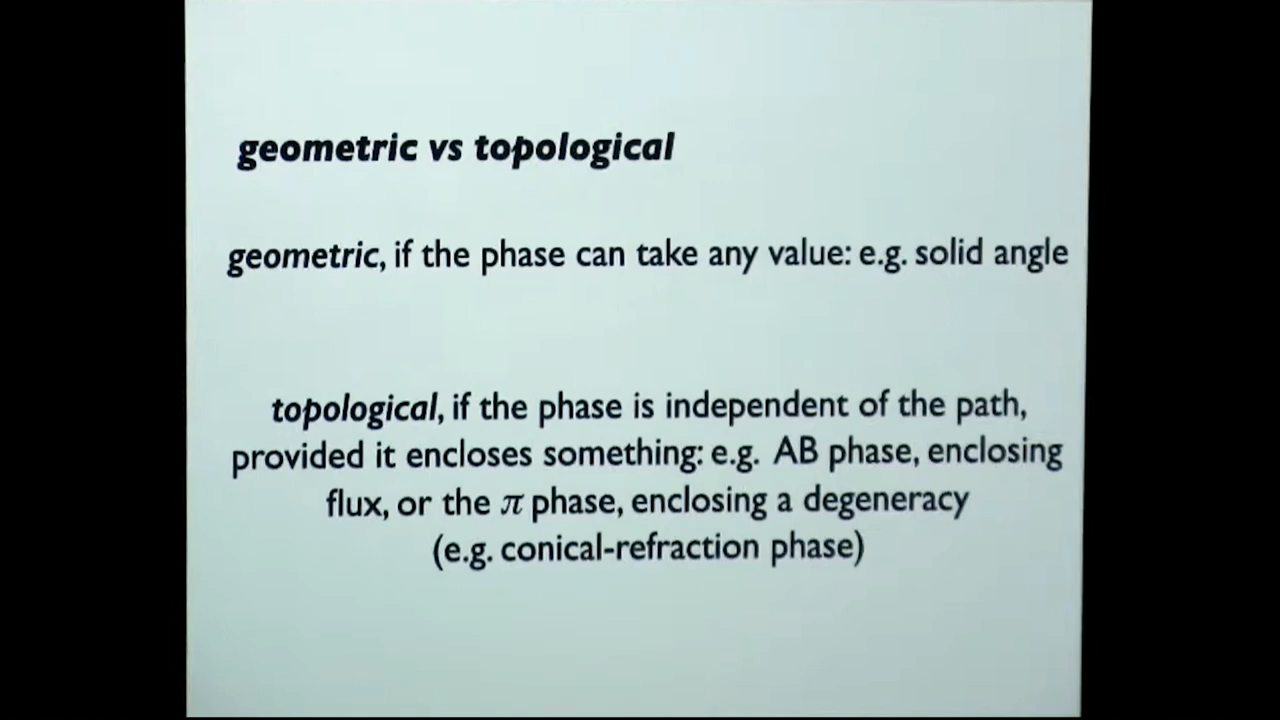 geometric vs topological
geometric, if the phase can take any value: e.g. solid angle
topological, if the phase is independent of the path,
provided it encloses something: e.g. AB phase, enclosing
flux, or the π phase, enclosing a degeneracy
(e.g. conical-refraction phase)